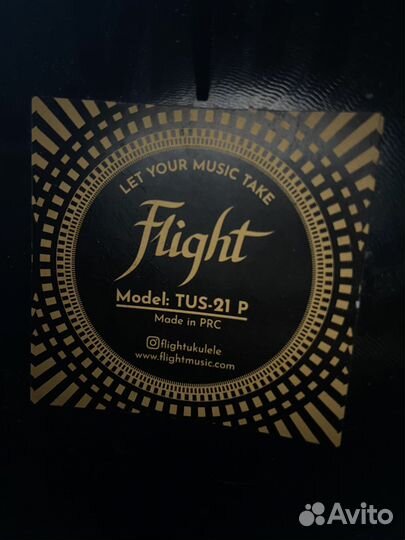 LET YOUR MUSIC TAKE
Flight
Model: TUS-21 P
Made in PRC
flightukulele
www.flightmusic.com
Avito